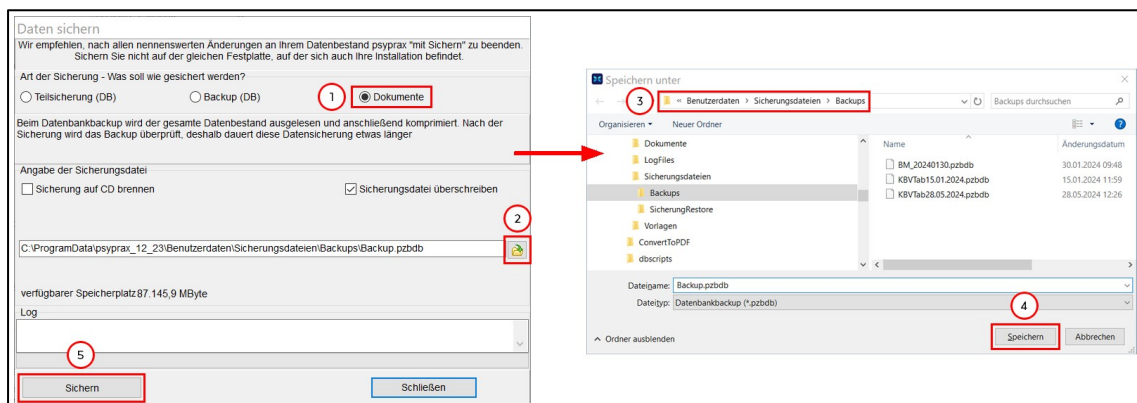 Daten sichern
Wir empfehlen, nach allen nennenswerten Änderungen an Ihrem Datenbestand psyprax "mit Sichern" zu beenden.
Sichern Sie nicht auf der gleichen Festplatte, auf der sich auch Ihre Installation befindet.
Art der Sicherung - Was soll wie gesichert werden?
Teilsicherung (DB)
Backup (DB)
1
Dokumente
Beim Datenbankbackup wird der gesamte Datenbestand ausgelesen und anschließend komprimiert. Nach der
Sicherung wird das Backup überprüft, deshalb dauert diese Datensicherung etwas länger
Angabe der Sicherungsdatei
Sicherung auf CD brennen
Sicherungsdatei überschreiben
2
C:\ProgramData\psyprax_12_23\Benutzerdaten\Sicherungsdateien\Backups\Backup.pzbdb
verfügbarer Speicherplatz 87.145,9 MByte
Log
5
Sichern
Schließen
Speichern unter
3
« Benutzerdaten › Sicherungsdateien › Backups
Backups durchsuchen
Organisieren
Neuer Ordner
Dokumente
LogFiles
Sicherungsdateien
Backups
SicherungRestore
Vorlagen
ConvertToPDF
dbscripts
Name
Änderungsdatum
BM_20240130.pzbdb
30.01.2024 09:48
KBVTab15.01.2024.pzbdb
15.01.2024 11:59
KBVTab28.05.2024.pzbdb
28.05.2024 12:26
Dateiname:
Backup.pzbdb
Dateityp:
Datenbankbackup (*.pzbdb)
4
Ordner ausblenden
Speichern
Abbrechen